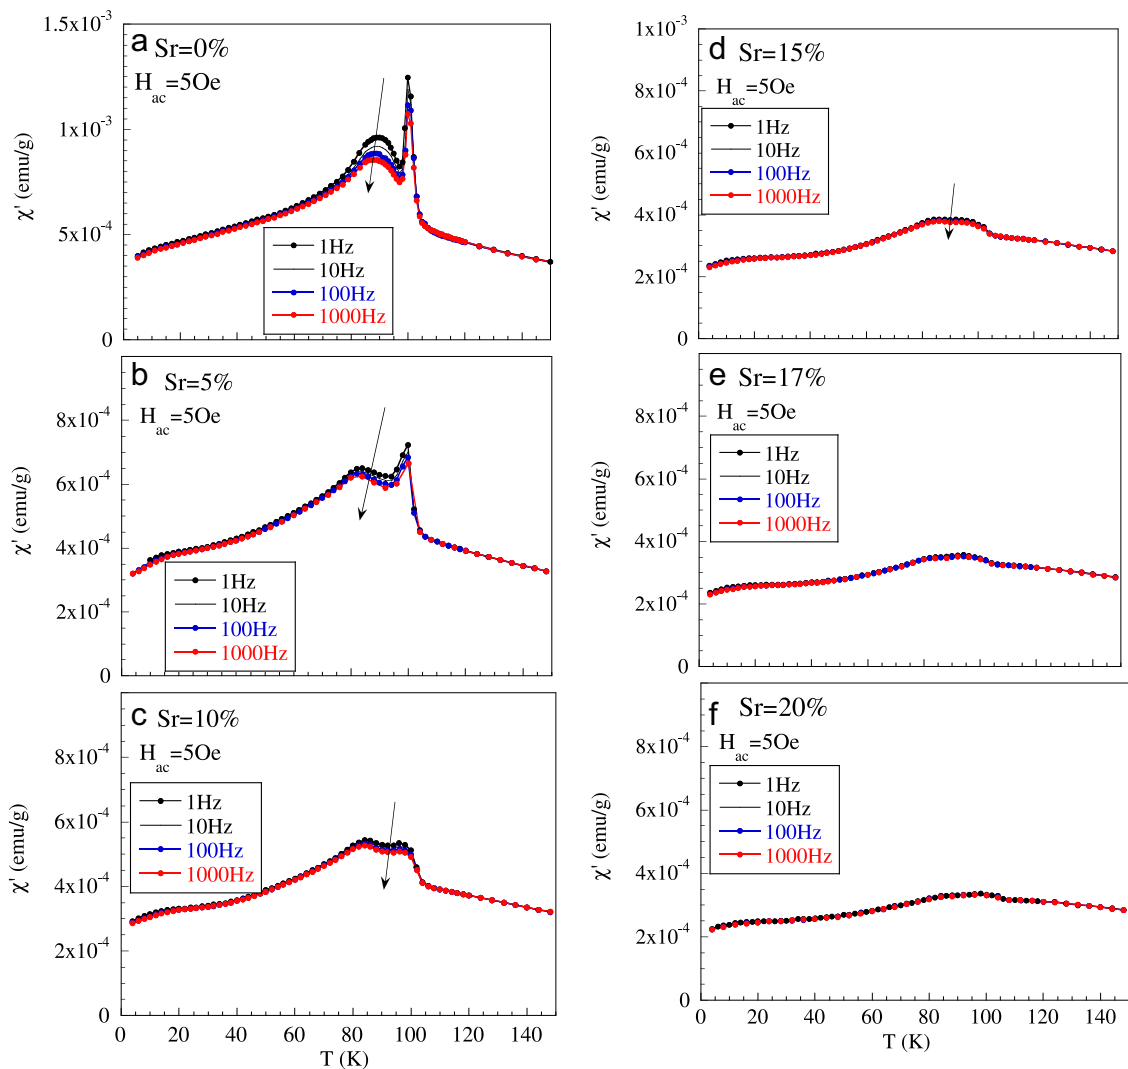 a Sr=0%
H_ac=5Oe
1.5x10^-3
1x10^-3
5x10^-4
0
χ' (emu/g)
1Hz
10Hz
100Hz
1000Hz
b Sr=5%
H_ac=5Oe
8x10^-4
6x10^-4
4x10^-4
2x10^-4
0
χ' (emu/g)
1Hz
10Hz
100Hz
1000Hz
c Sr=10%
H_ac=5Oe
8x10^-4
6x10^-4
4x10^-4
2x10^-4
0
χ' (emu/g)
1Hz
10Hz
100Hz
1000Hz
0 20 40 60 80 100 120 140
T (K)
d Sr=15%
H_ac=5Oe
1x10^-3
8x10^-4
6x10^-4
4x10^-4
2x10^-4
0
χ' (emu/g)
1Hz
10Hz
100Hz
1000Hz
e Sr=17%
H_ac=5Oe
8x10^-4
6x10^-4
4x10^-4
2x10^-4
0
χ' (emu/g)
1Hz
10Hz
100Hz
1000Hz
f Sr=20%
H_ac=5Oe
8x10^-4
6x10^-4
4x10^-4
2x10^-4
0
χ' (emu/g)
1Hz
10Hz
100Hz
1000Hz
0 20 40 60 80 100 120 140
T (K)